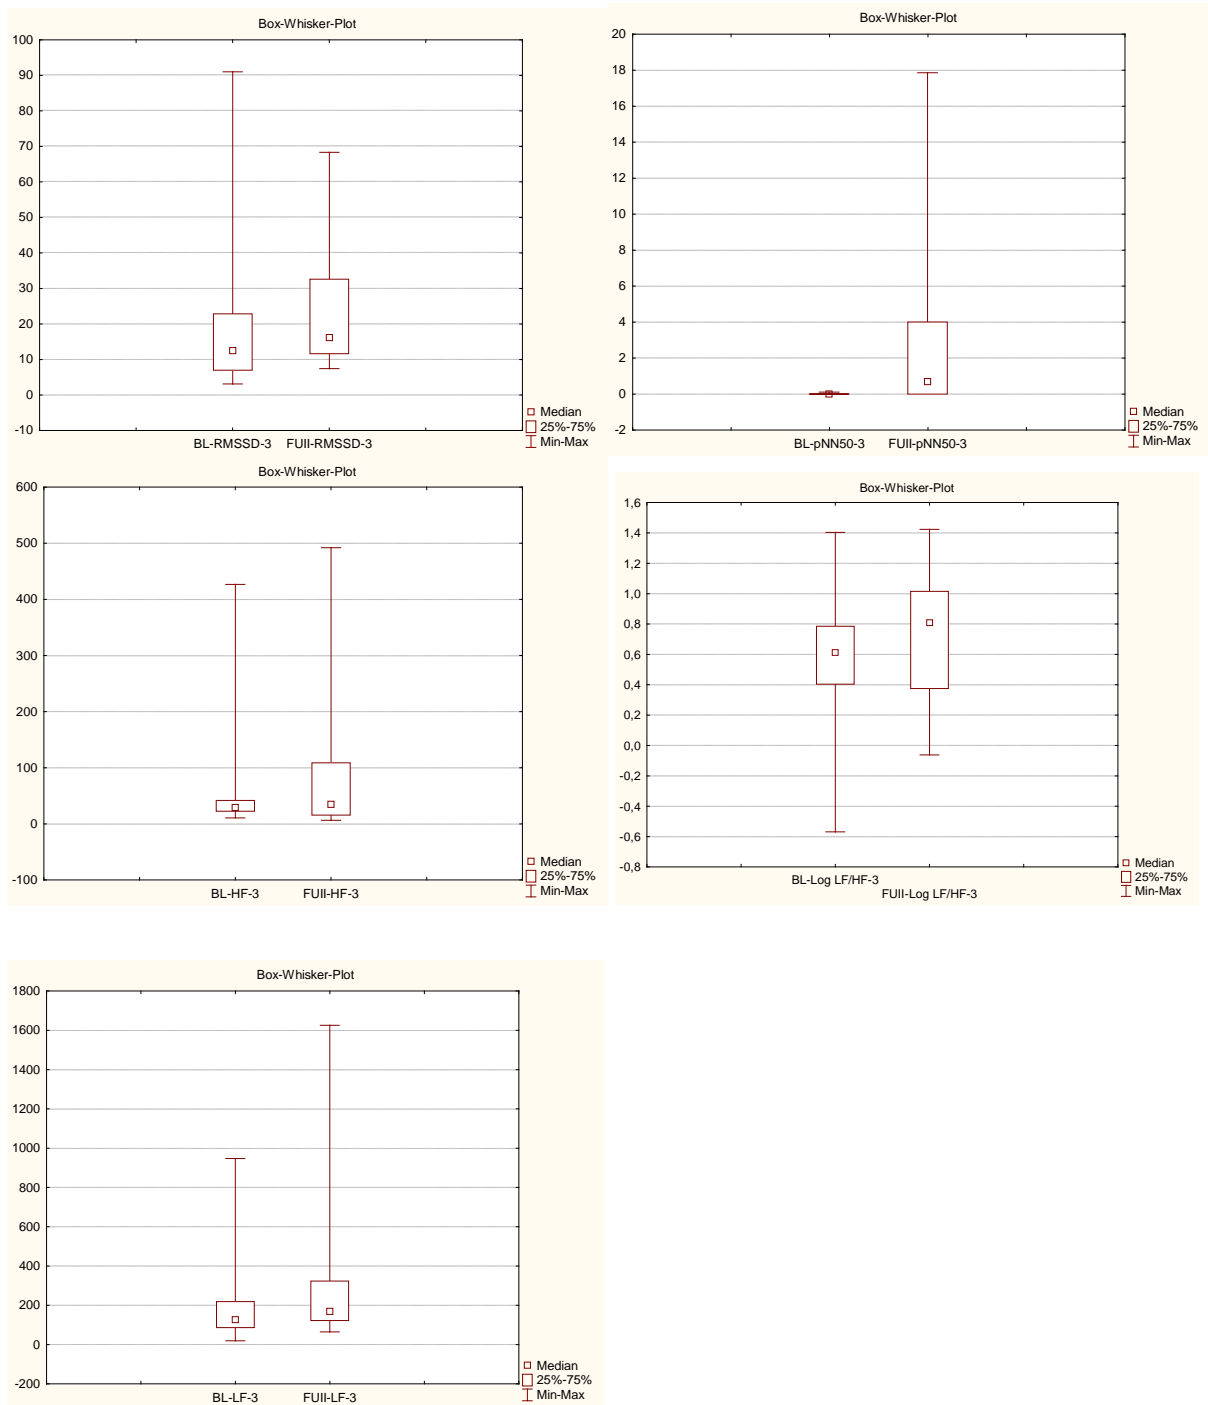 Box-Whisker-Plot
100
90
80
70
60
50
40
30
20
10
0
-10
BL-RMSSD-3 FUII-RMSSD-3
Median
25%-75%
Min-Max
Box-Whisker-Plot
20
18
16
14
12
10
8
6
4
2
0
-2
BL-pNN50-3 FUII-pNN50-3
Median
25%-75%
Min-Max
Box-Whisker-Plot
600
500
400
300
200
100
0
-100
BL-HF-3 FUII-HF-3
Median
25%-75%
Min-Max
Box-Whisker-Plot
1,6
1,4
1,2
1,0
0,8
0,6
0,4
0,2
0,0
-0,2
-0,4
-0,6
-0,8
BL-Log LF/HF-3
FUII-Log LF/HF-3
Median
25%-75%
Min-Max
Box-Whisker-Plot
1800
1600
1400
1200
1000
800
600
400
200
0
-200
BL-LF-3 FUII-LF-3
Median
25%-75%
Min-Max